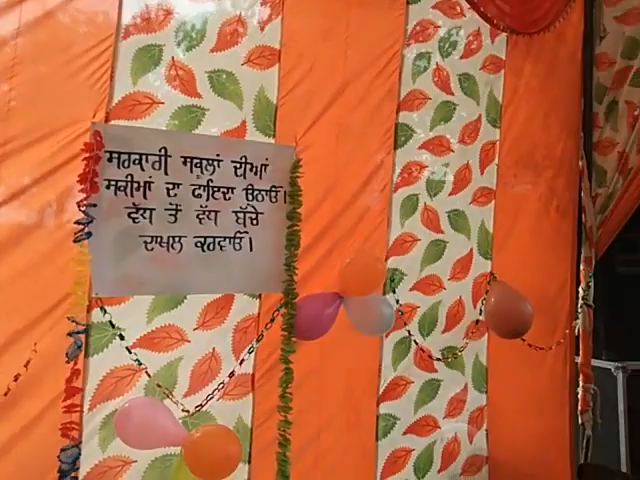 ਸਰਕਾਰੀ ਸਕੂਲਾਂ ਦੀਆਂ
ਸਕੀਮਾਂ ਦਾ ਫਾਇਦਾ ਉਠਾਓ।
ਵੱਧ ਤੋਂ ਵੱਧ ਬੱਚੇ
ਦਾਖਲ ਕਰਵਾਓ।